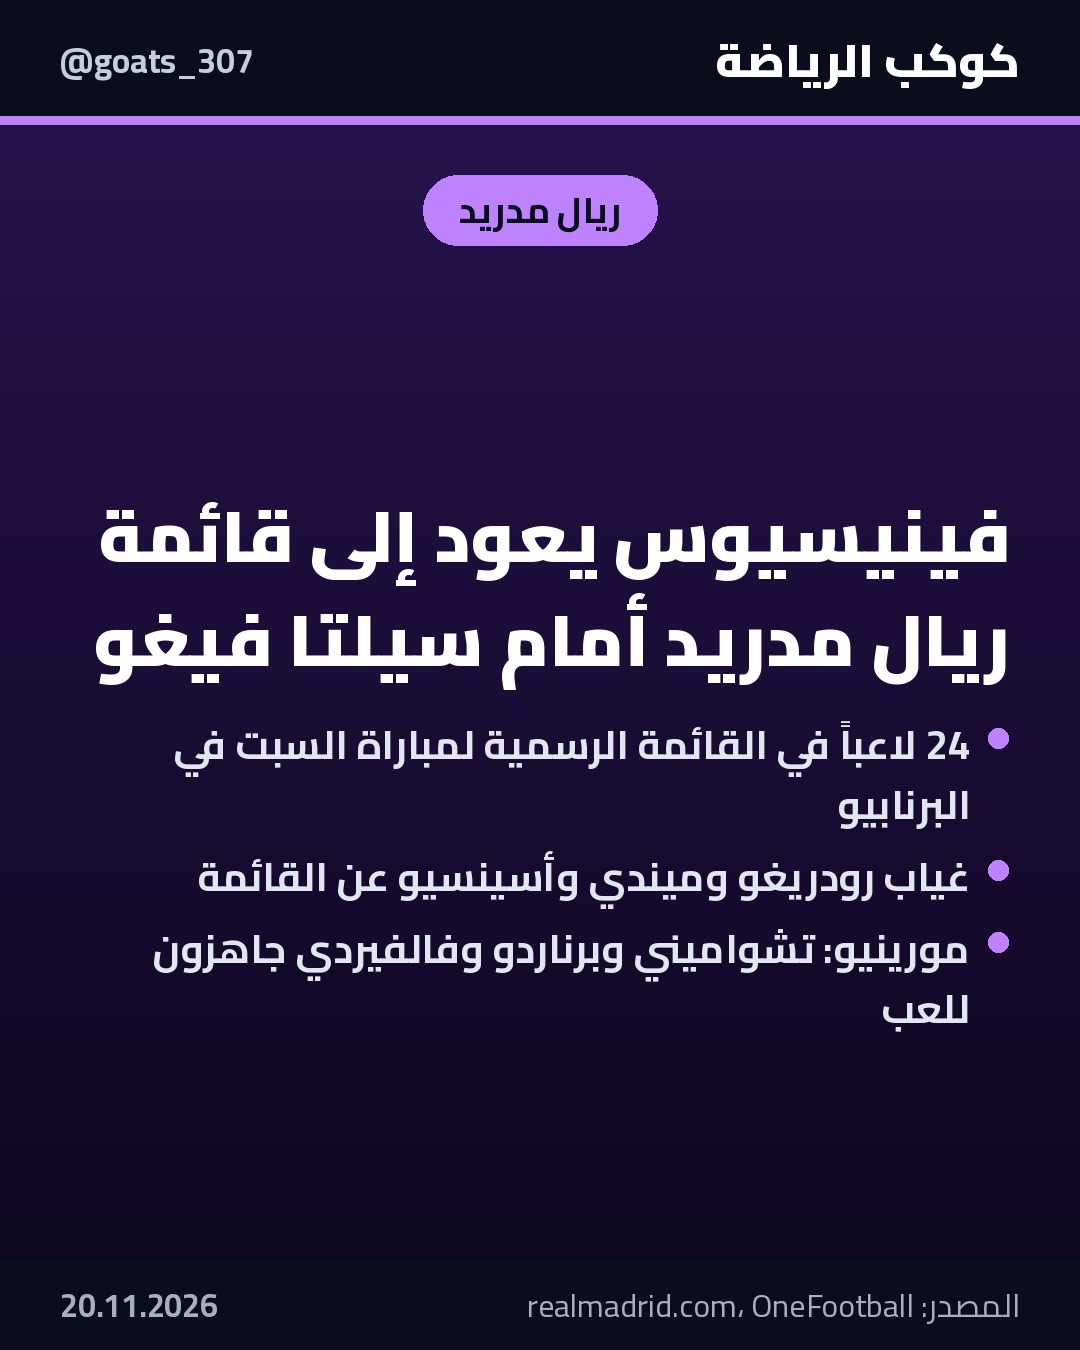 كوكب الرياضة
@goats_307
ريال مدريد
فينيسيوس يعود إلى قائمة
ريال مدريد أمام سيلتا فيغو
24 لاعباً في القائمة الرسمية لمباراة السبت في
البرنابيو
غياب رودريغو وميندي وأسينسيو عن القائمة
مورينيو: تشواميني وبرناردو وفالفيردي جاهزون
للعب
المصدر: realmadrid.com، OneFootball
20.11.2026